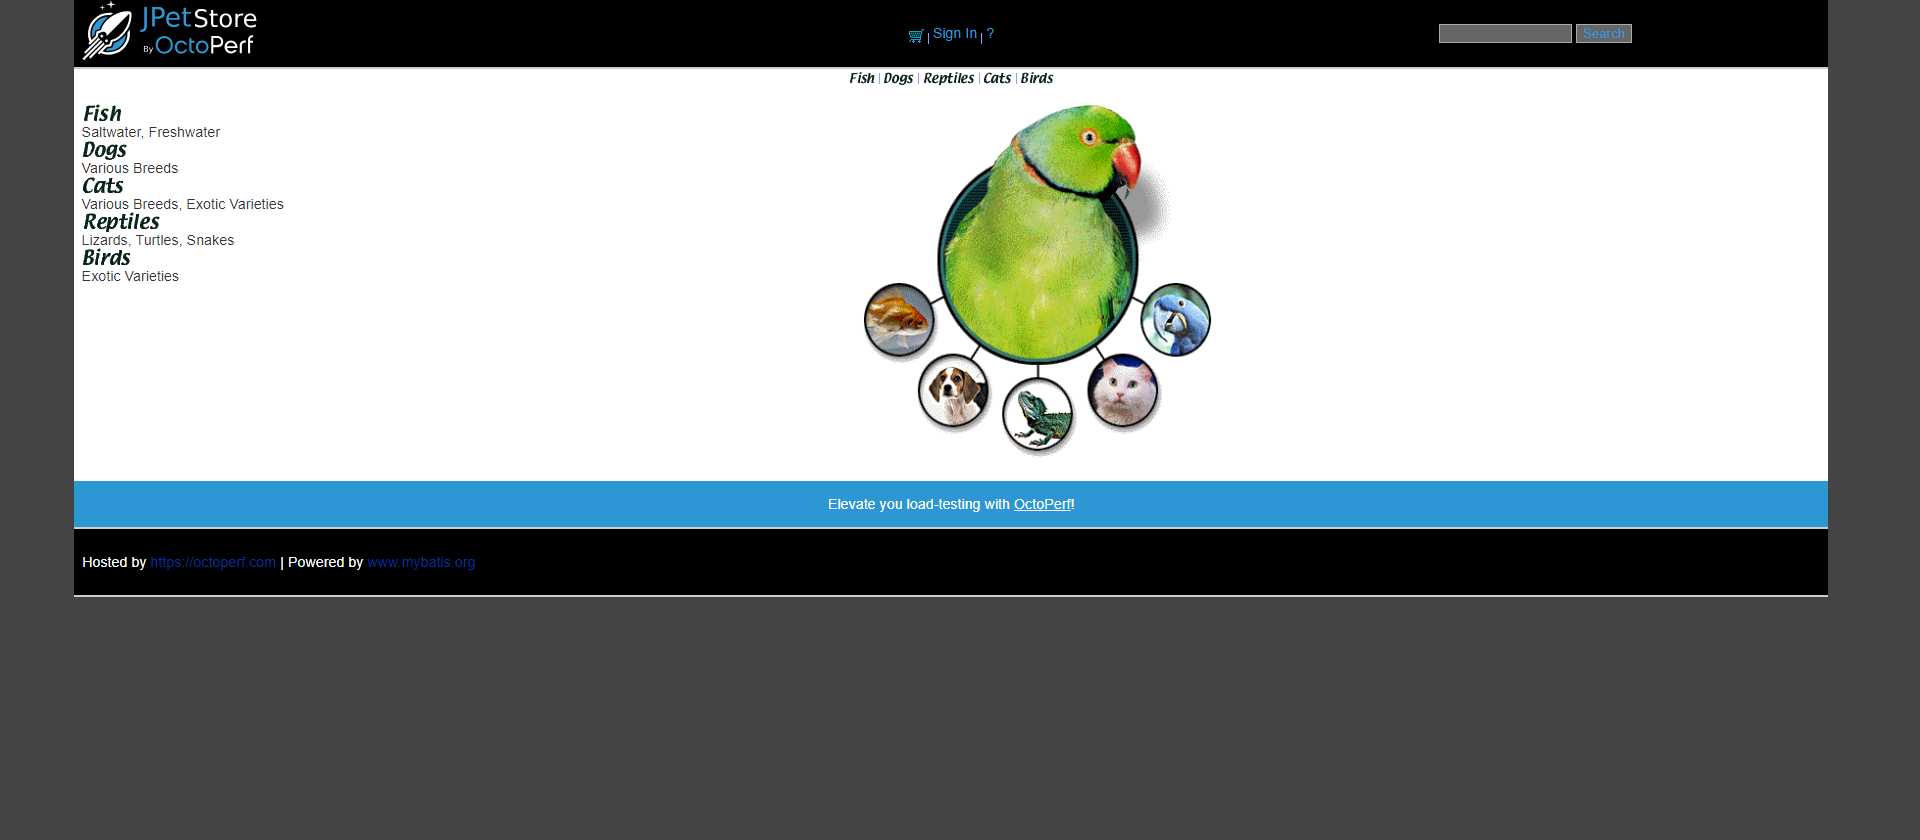 JPetStore
By OctoPerf
Sign In | ?
Search
Fish | Dogs | Reptiles | Cats | Birds
Fish
Saltwater, Freshwater
Dogs
Various Breeds
Cats
Various Breeds, Exotic Varieties
Reptiles
Lizards, Turtles, Snakes
Birds
Exotic Varieties
Elevate you load-testing with OctoPerf!
Hosted by https://octoperf.com | Powered by www.mybatis.org